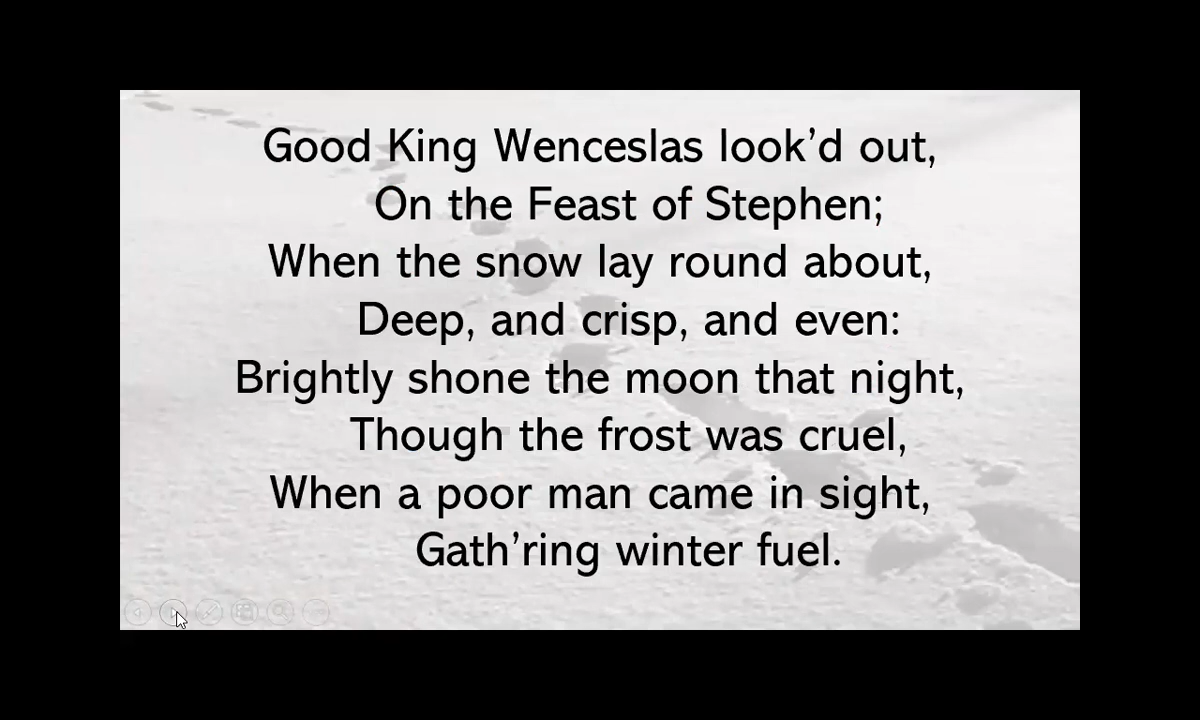 Good King Wenceslas look’d out,
On the Feast of Stephen;
When the snow lay round about,
Deep, and crisp, and even:
Brightly shone the moon that night,
Though the frost was cruel,
When a poor man came in sight,
Gath’ring winter fuel.